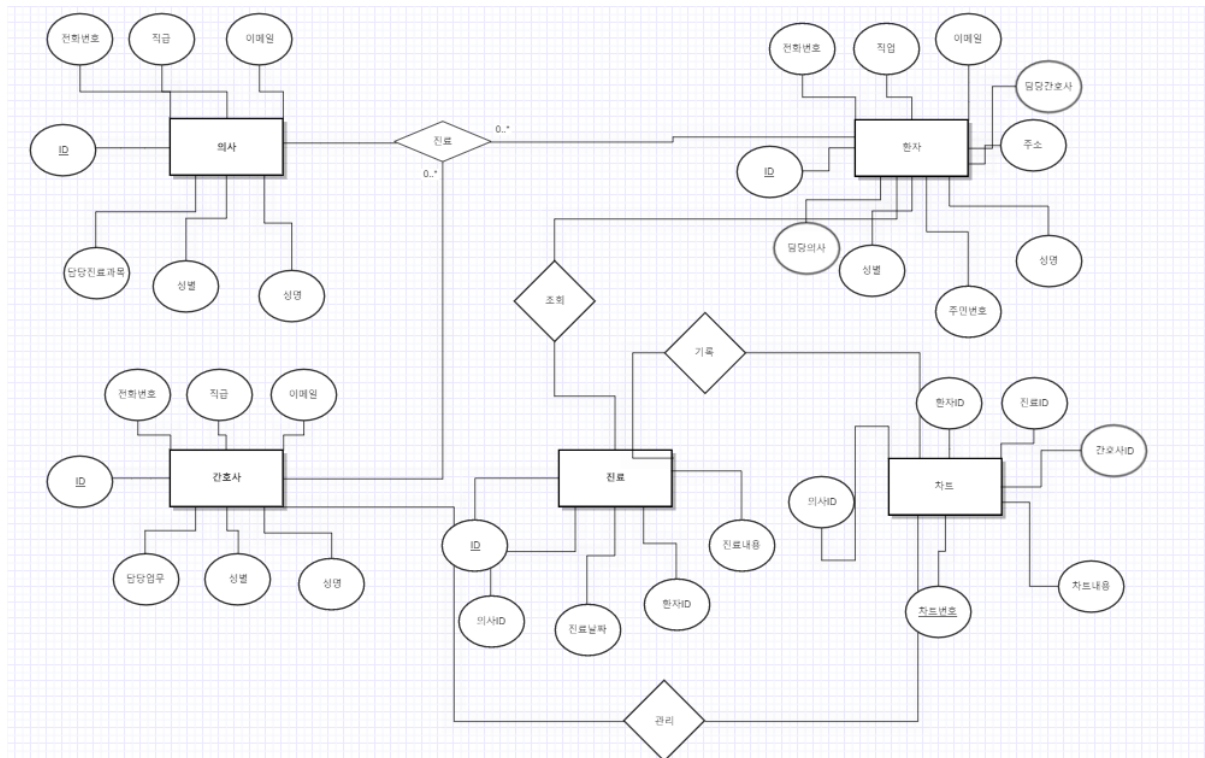 전화번호
직급
이메일
ID
의사
담당진료과목
성별
성명
진료
0..*
0..*
전화번호
직업
이메일
담당간호사
주소
ID
환자
담당의사
성별
주민번호
성명
조회
기록
전화번호
직급
이메일
ID
간호사
담당업무
성별
성명
진료
ID
의사ID
진료날짜
환자ID
진료내용
환자ID
진료ID
간호사ID
의사ID
차트
차트번호
차트내용
관리